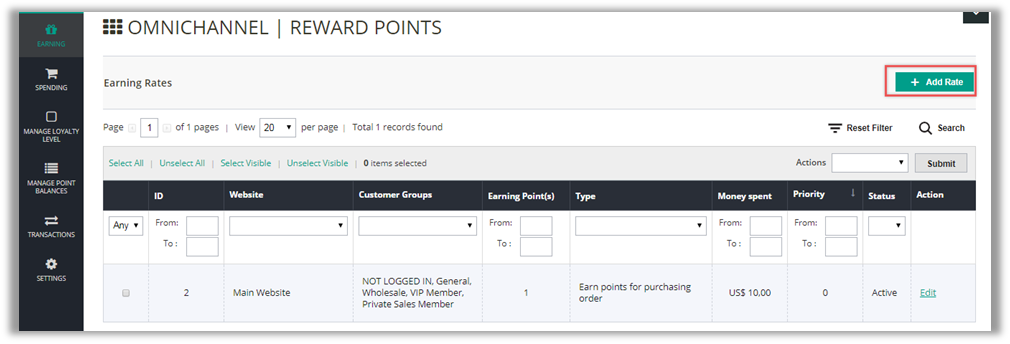 OMNICHANNEL | REWARD POINTS
EARNING
SPENDING
MANAGE LOYALTY
LEVEL
MANAGE POINT
BALANCES
TRANSACTIONS
SETTINGS
Earning Rates
+ Add Rate
Page 1 of 1 pages | View 20 per page | Total 1 records found
Reset Filter Search
Select All | Unselect All | Select Visible | Unselect Visible | 0 items selected
Actions Submit
ID Website Customer Groups Earning Point(s) Type Money spent Priority ↓ Status Action
Any From: From: From: From:
To : To : To : To :
2 Main Website NOT LOGGED IN, General, 1 Earn points for purchasing US$ 10,00 0 Active Edit
Wholesale, VIP Member, order
Private Sales Member